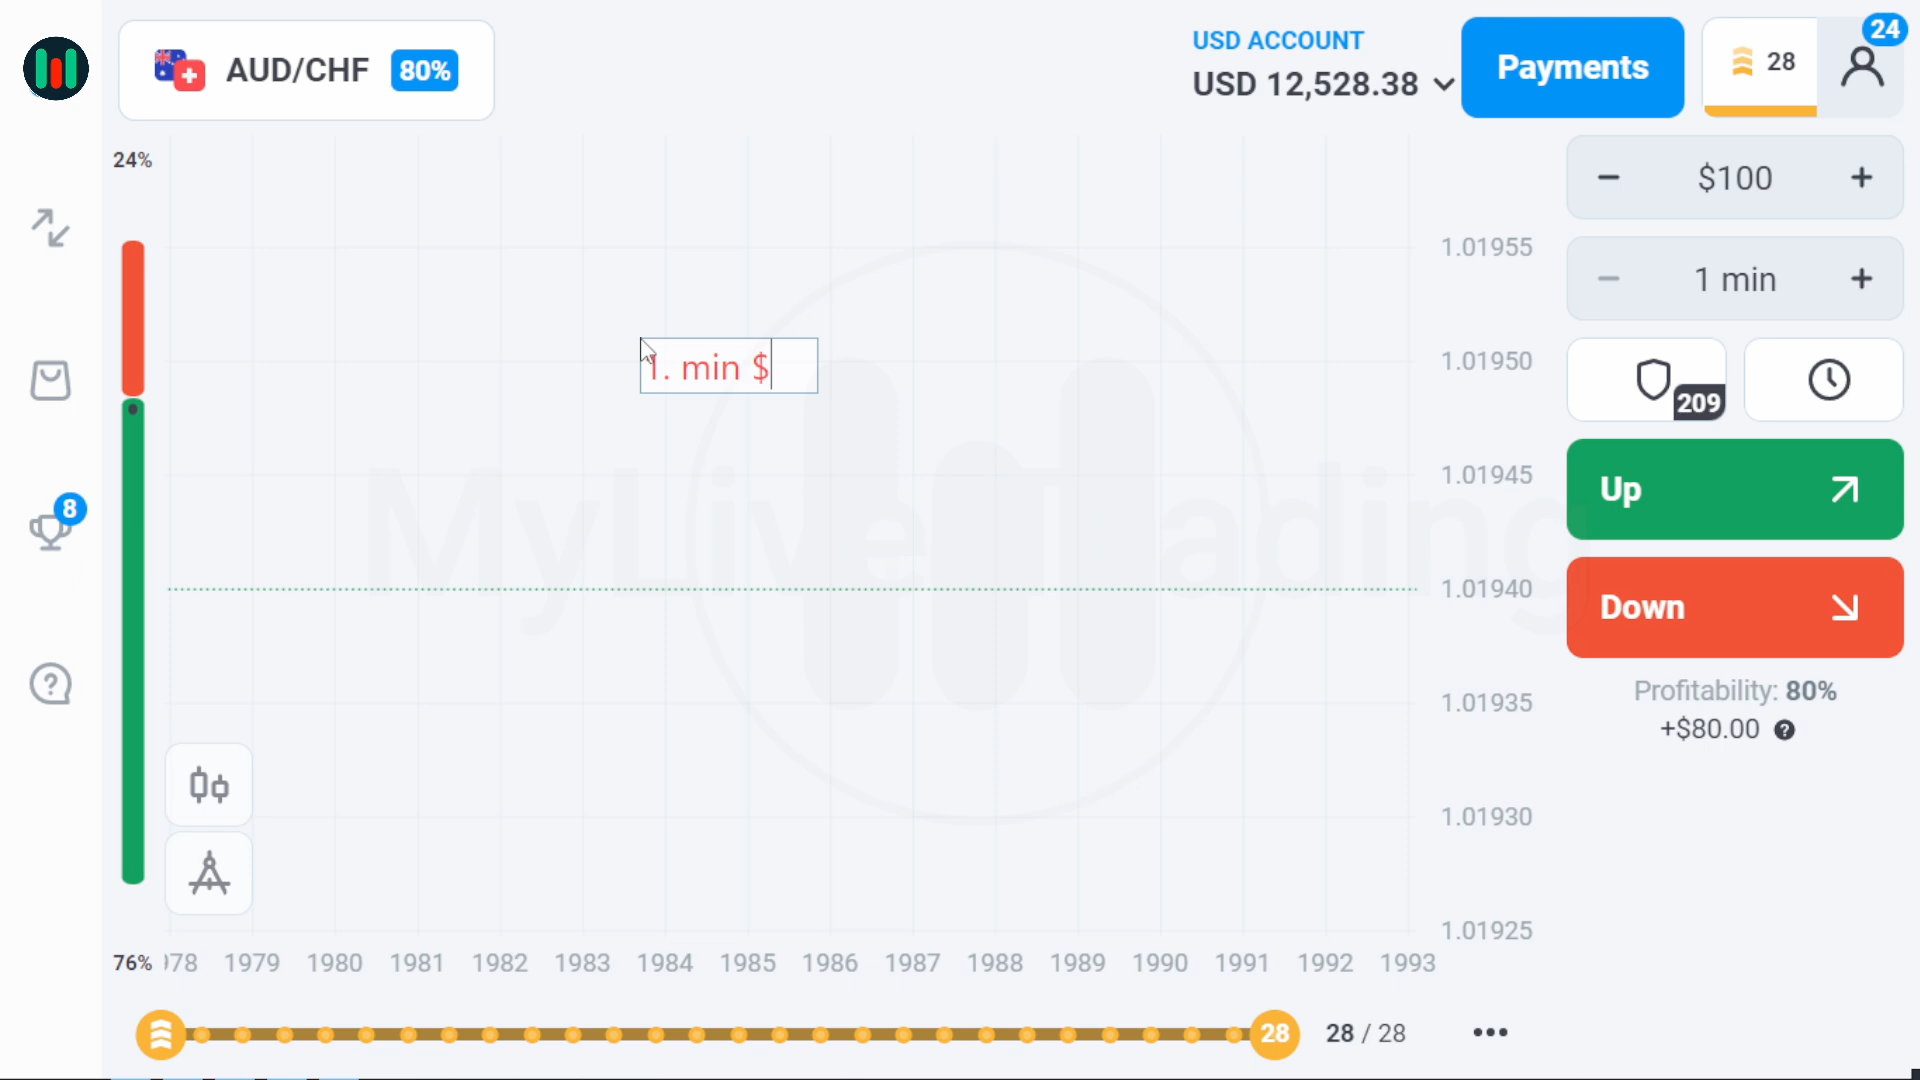 AUD/CHF 80%
USD ACCOUNT
USD 12,528.38
Payments
28
24
24%
$100
1 min
209
Up
Down
Profitability: 80%
+$80.00
1. min $
MyLiveTrading
1.01955
1.01950
1.01945
1.01940
1.01935
1.01930
1.01925
8
76%
978 1979 1980 1981 1982 1983 1984 1985 1986 1987 1988 1989 1990 1991 1992 1993
28
28 / 28